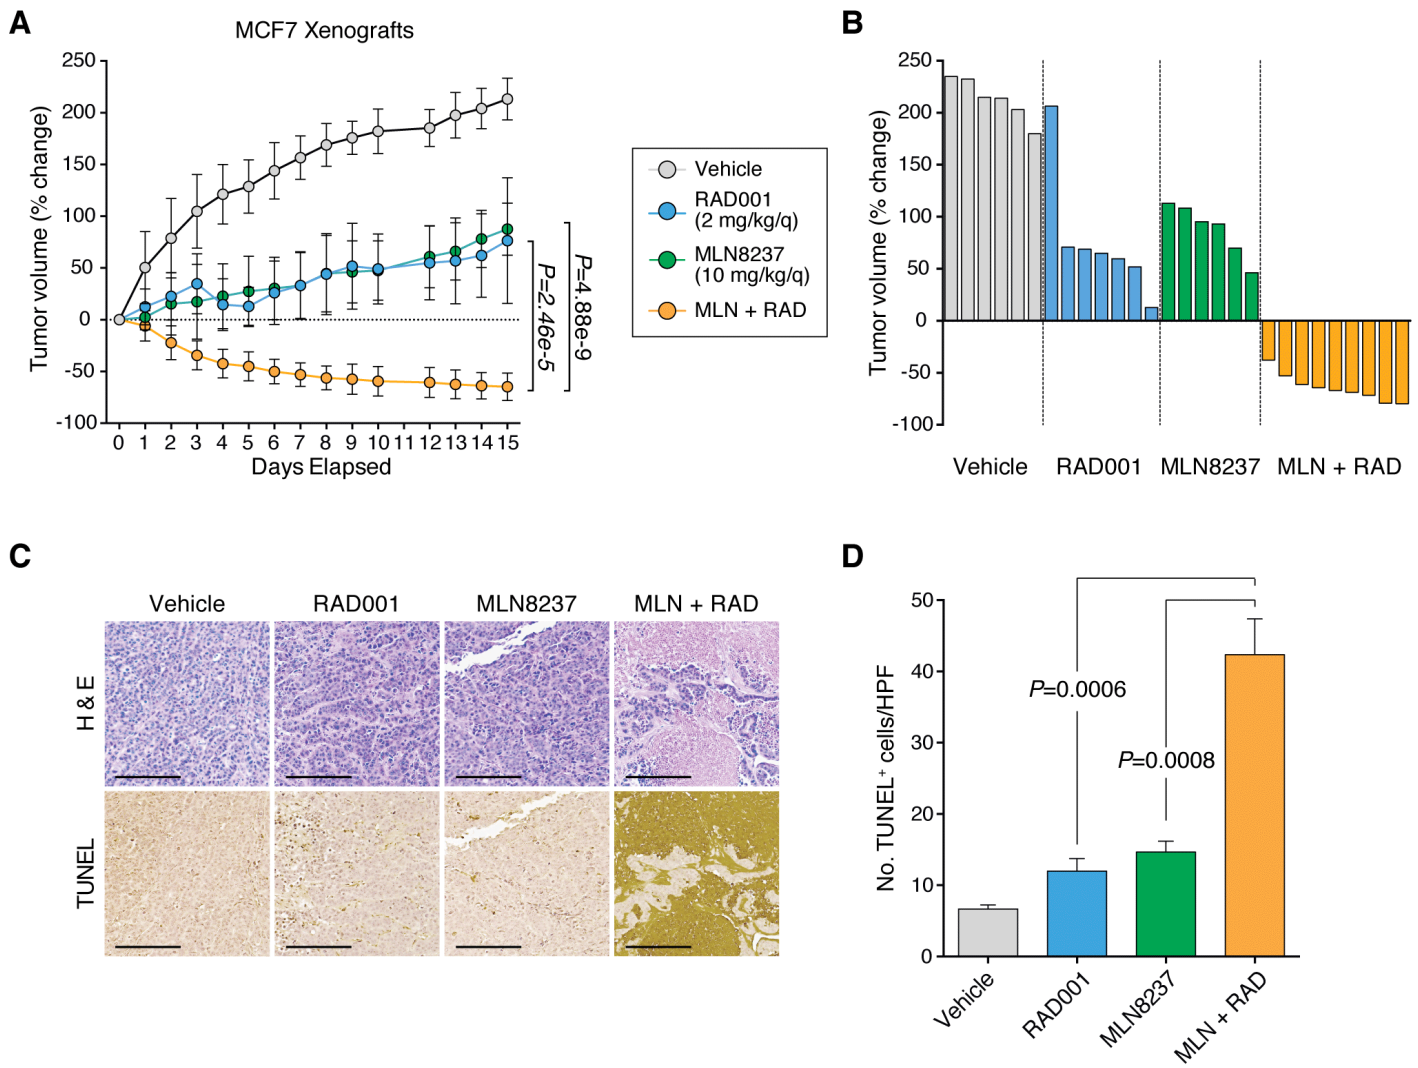 A
MCF7 Xenografts
Tumor volume (% change)
250
200
150
100
50
0
-50
-100
0 1 2 3 4 5 6 7 8 9 10 11 12 13 14 15
Days Elapsed
P=2.46e-5
P=4.88e-9
Vehicle
RAD001
(2 mg/kg/q)
MLN8237
(10 mg/kg/q)
MLN + RAD
B
Tumor volume (% change)
250
200
150
100
50
0
-50
-100
Vehicle RAD001 MLN8237 MLN + RAD
C
Vehicle RAD001 MLN8237 MLN + RAD
H & E
TUNEL
D
No. TUNEL⁺ cells/HPF
50
40
30
20
10
0
P=0.0006
P=0.0008
Vehicle
RAD001
MLN8237
MLN + RAD